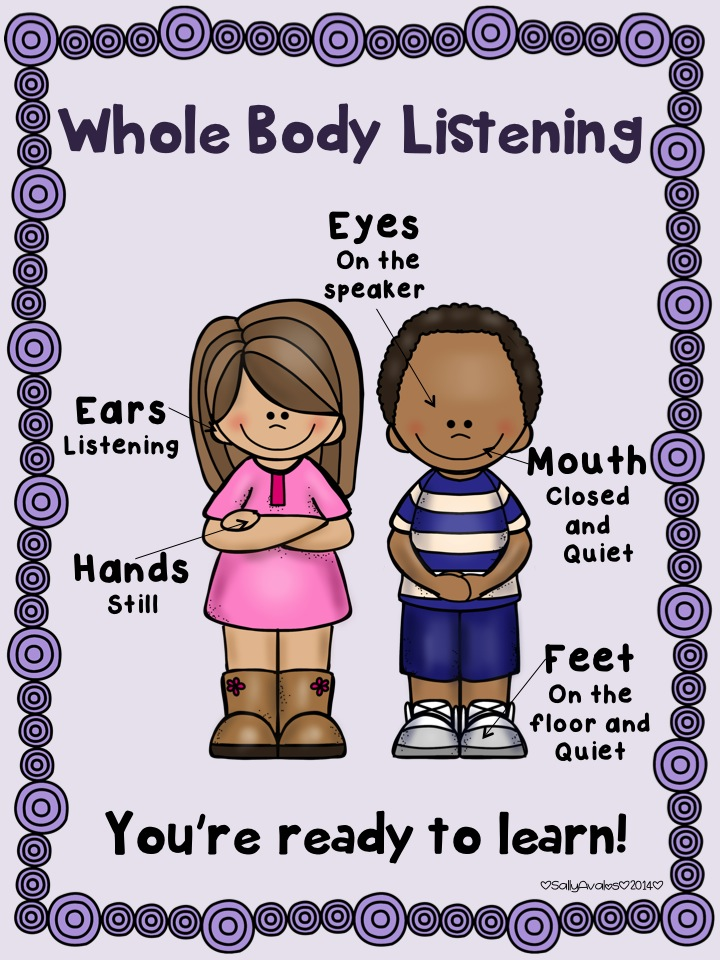 Whole Body Listening
Eyes
On the
speaker
Ears
Listening
Mouth
Closed
and
Quiet
Hands
Still
Feet
On the
floor and
Quiet
You're ready to learn!
♡SallyAvalos♡2014♡